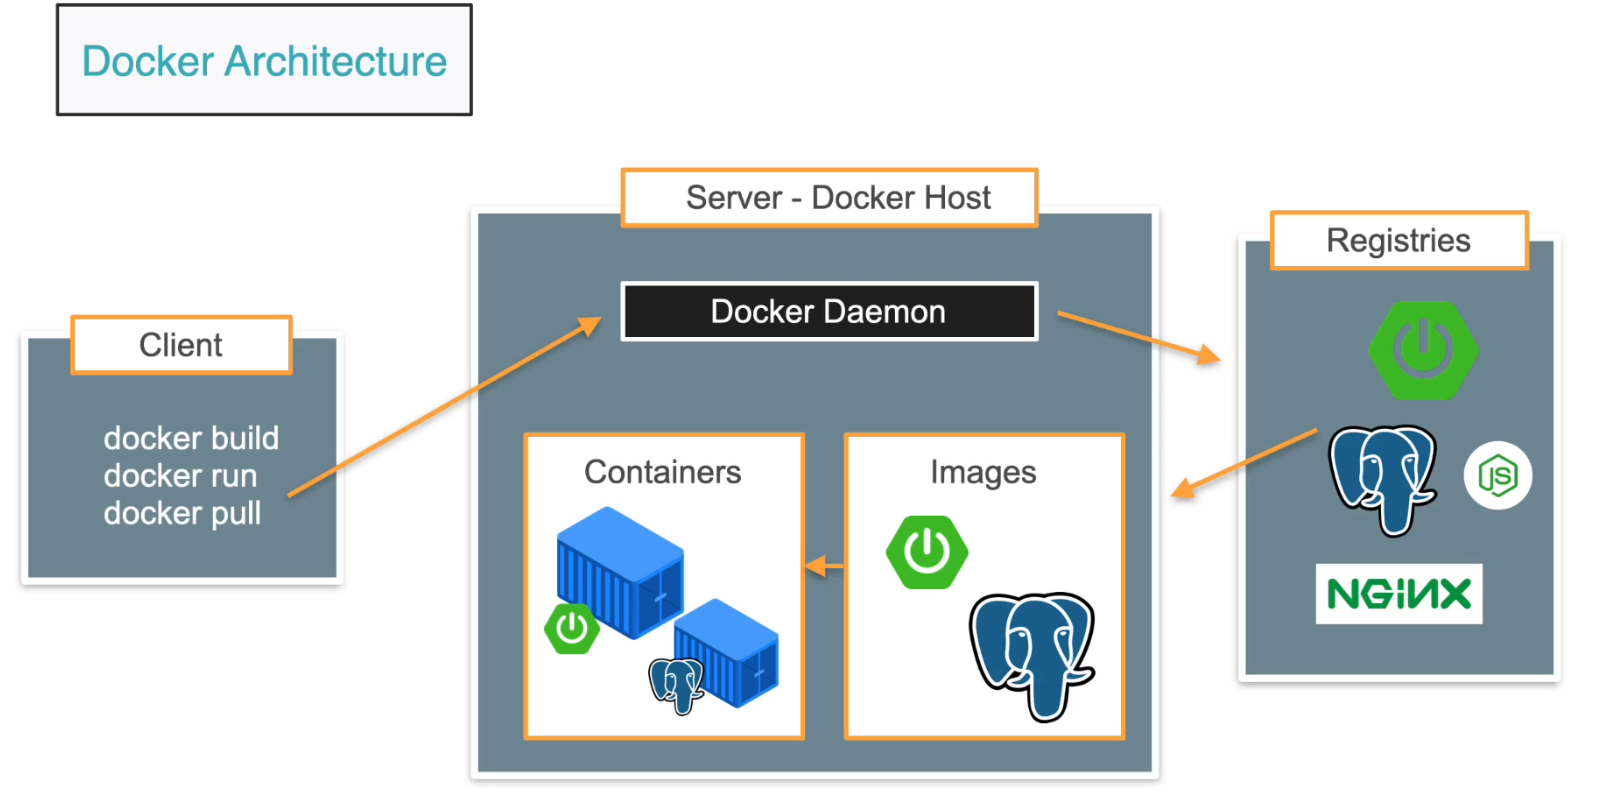 Docker Architecture
Server - Docker Host
Registries
Docker Daemon
Client
docker build
docker run
docker pull
Containers
Images
JS
NGINX